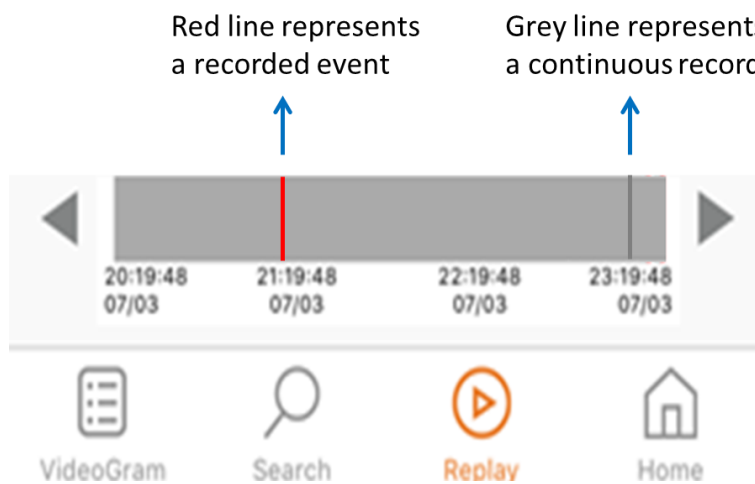 Red line represents
a recorded event
Grey line represents
a continuous record
20:19:48
07/03
21:19:48
07/03
22:19:48
07/03
23:19:48
07/03
VideoGram
Search
Replay
Home